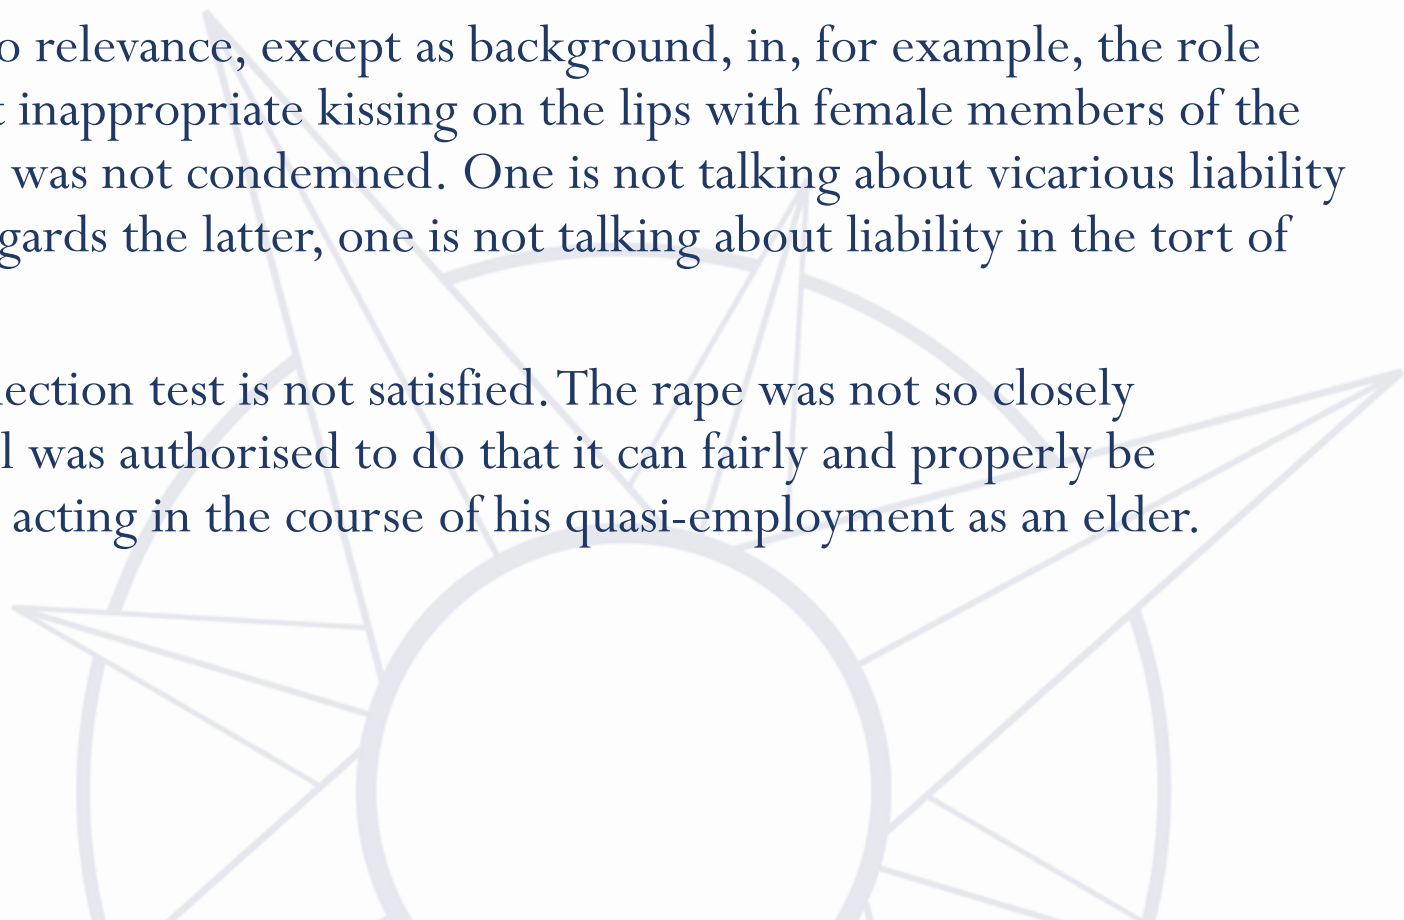 o relevance, except as background, in, for example, the role
t inappropriate kissing on the lips with female members of the
was not condemned. One is not talking about vicarious liability
gards the latter, one is not talking about liability in the tort of
ection test is not satisfied. The rape was not so closely
l was authorised to do that it can fairly and properly be
acting in the course of his quasi-employment as an elder.